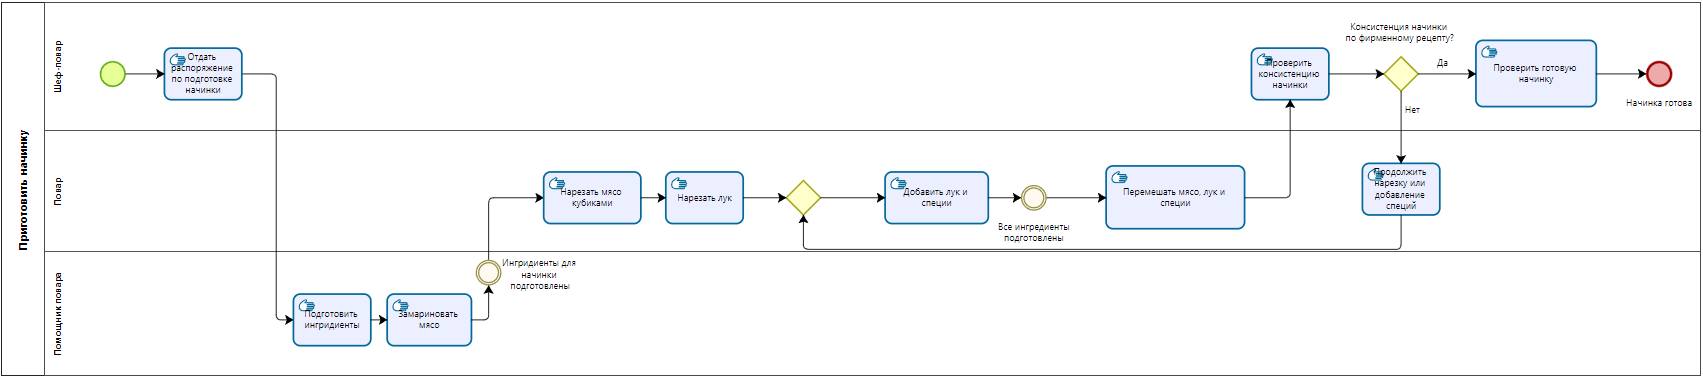 Приготовить начинку
Шеф-повар
Отдать
распоряжение
по подготовке
начинки
Проверить
консистенцию
начинки
Консистенция начинки
по фирменному рецепту?
Да
Нет
Проверить готовую
начинку
Начинка готова
Повар
Нарезать мясо
кубиками
Нарезать лук
Добавить лук и
специи
Все ингредиенты
подготовлены
Перемешать мясо, лук и
специи
Продолжить
нарезку или
добавление
специй
Помощник повара
Подготовить
ингридиенты
Замариновать
мясо
Ингридиенты для
начинки
подготовлены